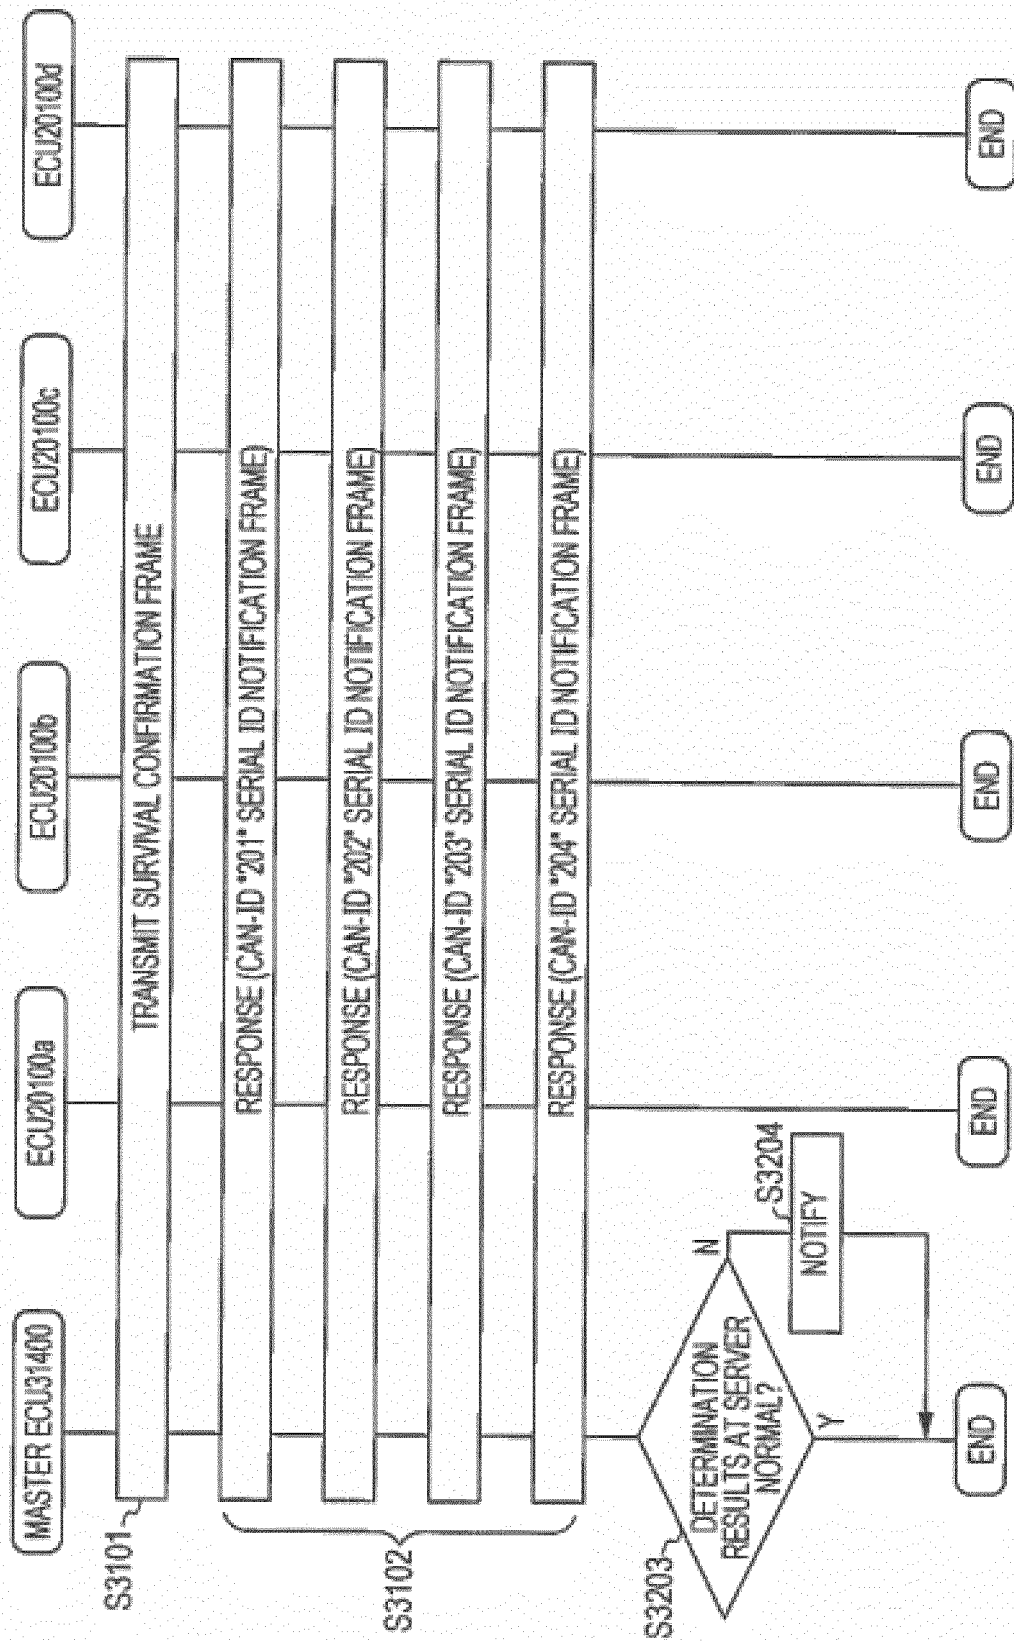 MASTER ECU31400
ECU20100a
ECU20100b
ECU20100c
ECU20100d
S3101
TRANSMIT SURVIVAL CONFIRMATION FRAME
S3102
RESPONSE (CAN-ID "201" SERIAL ID NOTIFICATION FRAME)
RESPONSE (CAN-ID "202" SERIAL ID NOTIFICATION FRAME)
RESPONSE (CAN-ID "203" SERIAL ID NOTIFICATION FRAME)
RESPONSE (CAN-ID "204" SERIAL ID NOTIFICATION FRAME)
S3203
DETERMINATION
RESULTS AT SERVER
NORMAL?
N
S3204
NOTIFY
Y
END
END
END
END
END